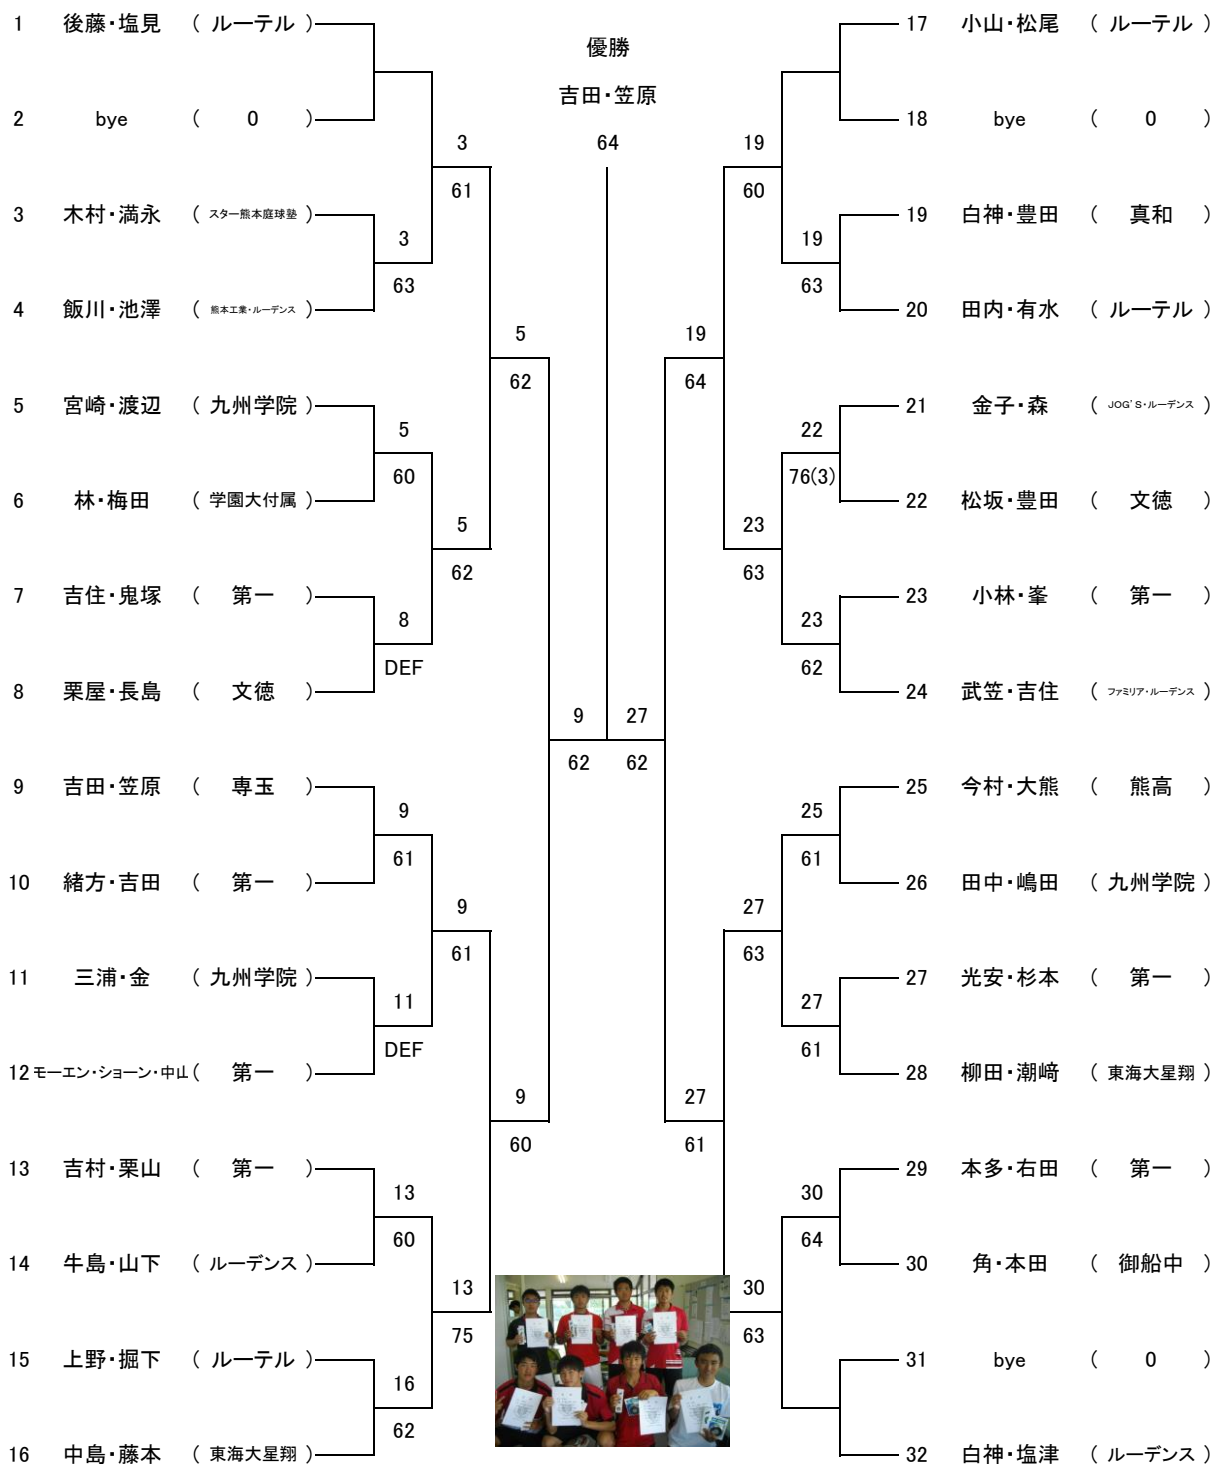 1 後藤・塩見 ( ルーテル )
2 bye ( 0 )
3 木村・満永 ( スター熊本庭球塾 )
4 飯川・池澤 ( 熊本工業・ルーデンス )
5 宮崎・渡辺 ( 九州学院 )
6 林・梅田 ( 学園大付属 )
7 吉住・鬼塚 ( 第一 )
8 栗屋・長島 ( 文徳 )
9 吉田・笠原 ( 専玉 )
10 緒方・吉田 ( 第一 )
11 三浦・金 ( 九州学院 )
12 モーエン・ショーン・中山 ( 第一 )
13 吉村・栗山 ( 第一 )
14 牛島・山下 ( ルーデンス )
15 上野・掘下 ( ルーテル )
16 中島・藤本 ( 東海大星翔 )
3
63
5
60
8
DEF
9
61
11
DEF
13
60
16
62
3
61
5
62
9
61
13
75
5
62
9
60
9
62
優勝
吉田・笠原
64
27
62
19
64
27
61
19
60
23
63
27
63
30
63
19
63
22
76(3)
23
62
25
61
27
61
30
64
17 小山・松尾 ( ルーテル )
18 bye ( 0 )
19 白神・豊田 ( 真和 )
20 田内・有水 ( ルーテル )
21 金子・森 ( JOG'S・ルーデンス )
22 松坂・豊田 ( 文徳 )
23 小林・峯 ( 第一 )
24 武笠・吉住 ( ファミリア・ルーデンス )
25 今村・大熊 ( 熊高 )
26 田中・嶋田 ( 九州学院 )
27 光安・杉本 ( 第一 )
28 柳田・潮﨑 ( 東海大星翔 )
29 本多・右田 ( 第一 )
30 角・本田 ( 御船中 )
31 bye ( 0 )
32 白神・塩津 ( ルーデンス )